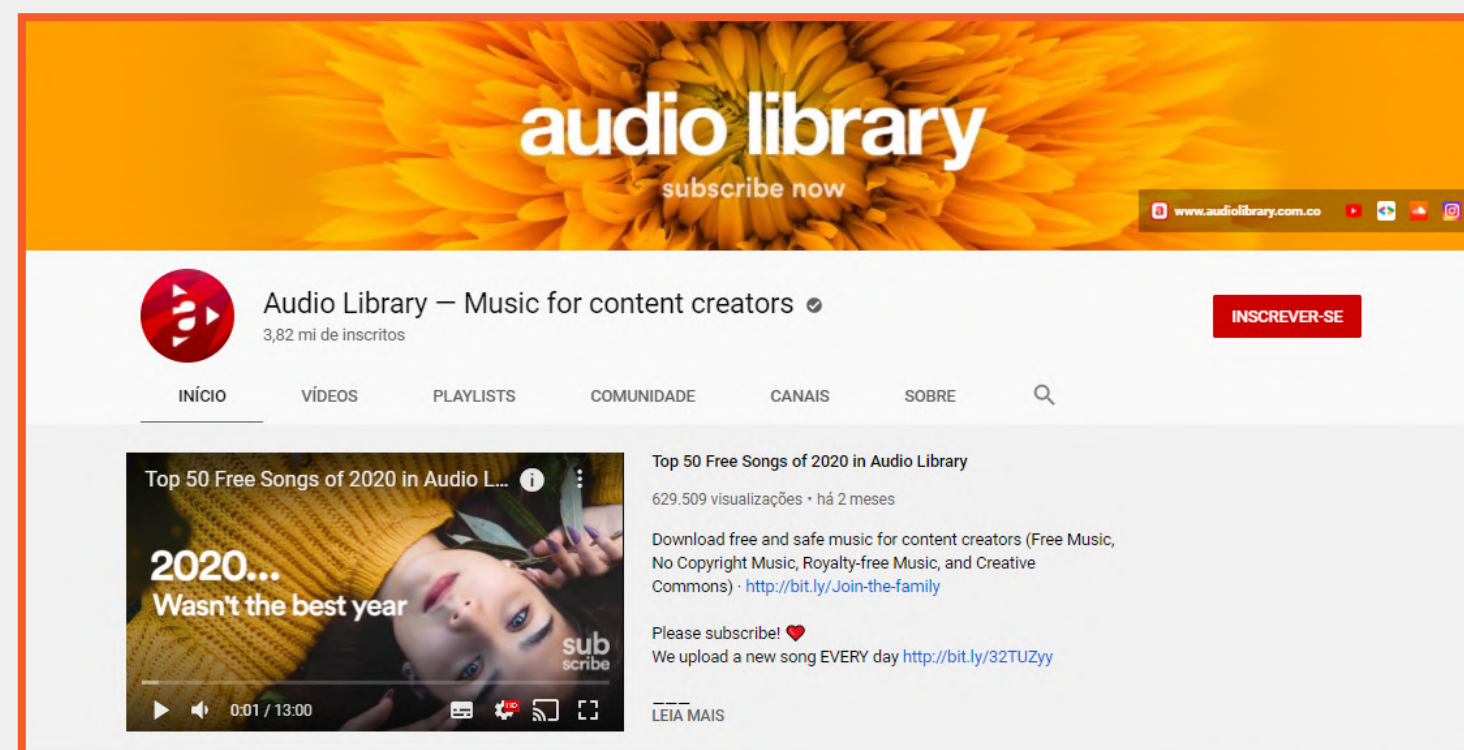 audio library
subscribe now
a www.audiolibrary.com.co
a
Audio Library — Music for content creators
3,82 mi de inscritos
INSCREVER-SE
INÍCIO VÍDEOS PLAYLISTS COMUNIDADE CANAIS SOBRE
Top 50 Free Songs of 2020 in Audio L...
2020...
Wasn't the best year
sub
scribe
0:01 / 13:00
HD
Top 50 Free Songs of 2020 in Audio Library
629.509 visualizações • há 2 meses
Download free and safe music for content creators (Free Music,
No Copyright Music, Royalty-free Music, and Creative
Commons) · http://bit.ly/Join-the-family
Please subscribe! ❤
We upload a new song EVERY day http://bit.ly/32TUZyy
___
LEIA MAIS